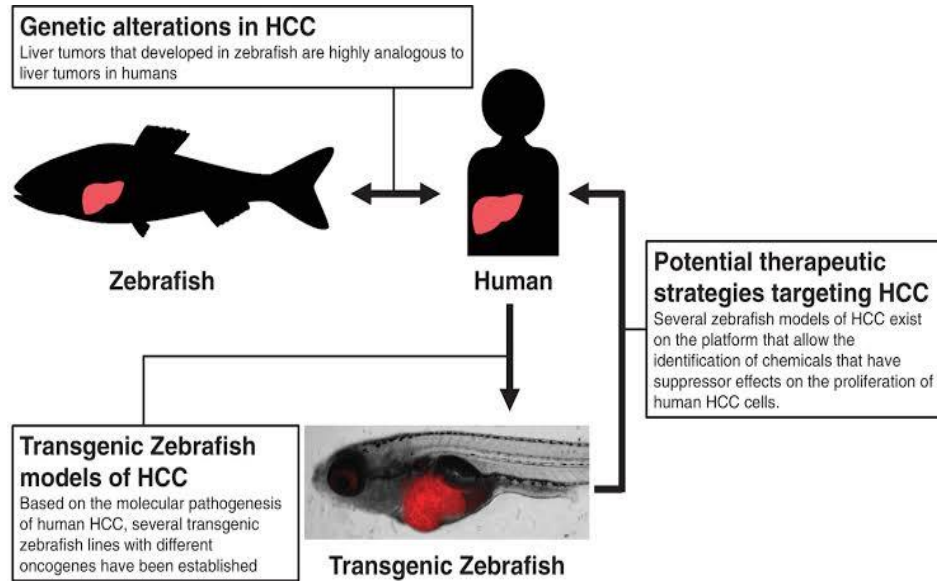 Genetic alterations in HCC
Liver tumors that developed in zebrafish are highly analogous to
liver tumors in humans
Zebrafish
Human
Potential therapeutic
strategies targeting HCC
Several zebrafish models of HCC exist
on the platform that allow the
identification of chemicals that have
suppressor effects on the proliferation of
human HCC cells.
Transgenic Zebrafish
models of HCC
Based on the molecular pathogenesis
of human HCC, several transgenic
zebrafish lines with different
oncogenes have been established
Transgenic Zebrafish